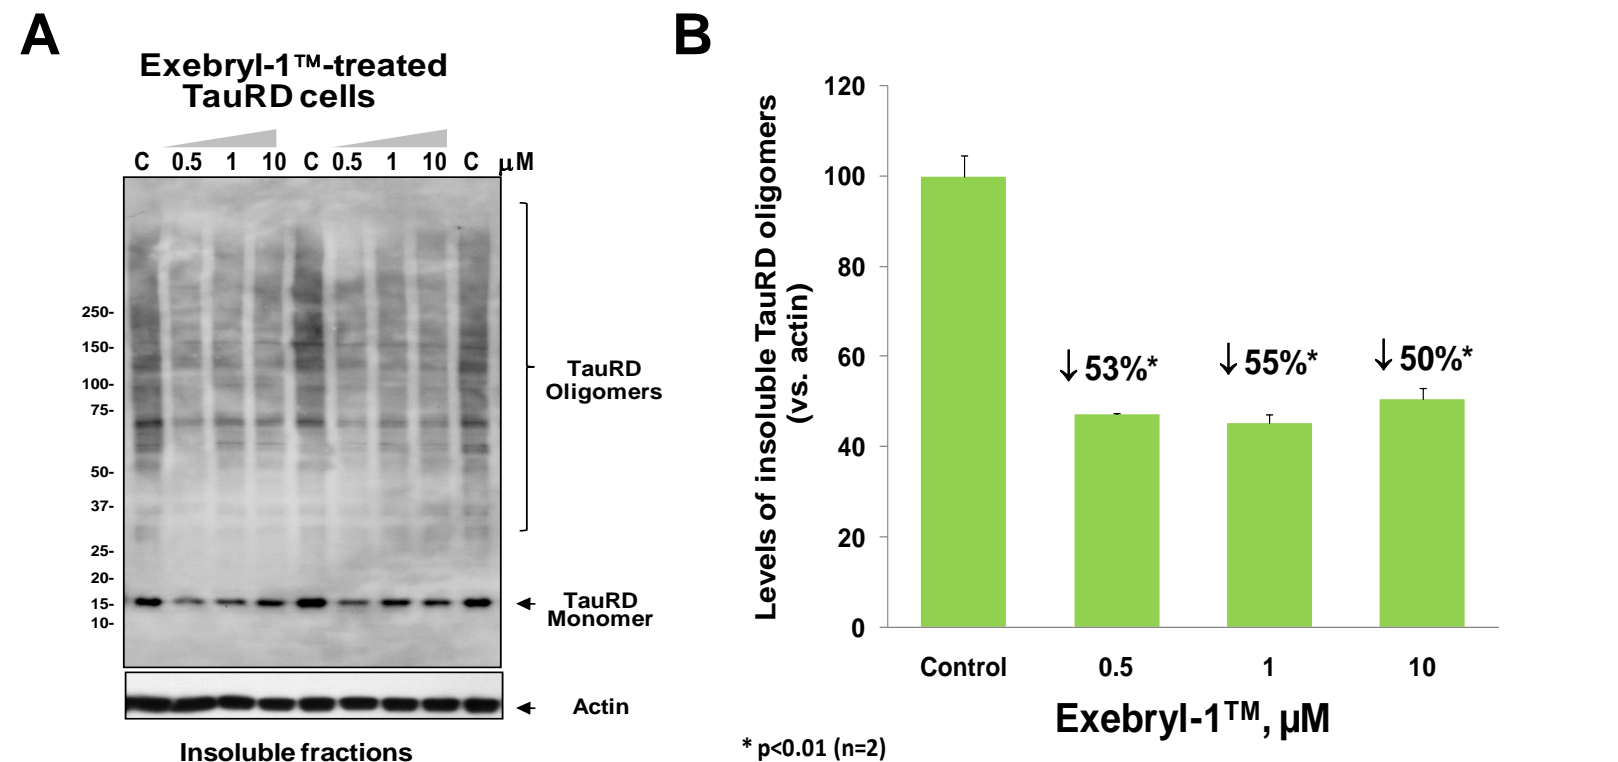 A
Exebryl-1™-treated
TauRD cells
C 0.5 1 10 C 0.5 1 10 C μM
250-
150-
100-
75-
50-
37-
25-
20-
15-
10-
TauRD
Oligomers
TauRD
Monomer
Actin
Insoluble fractions
B
Levels of insoluble TauRD oligomers
(vs. actin)
120
100
80
60
40
20
0
↓ 53%*
↓ 55%*
↓ 50%*
Control 0.5 1 10
Exebryl-1™, μM
* p<0.01 (n=2)